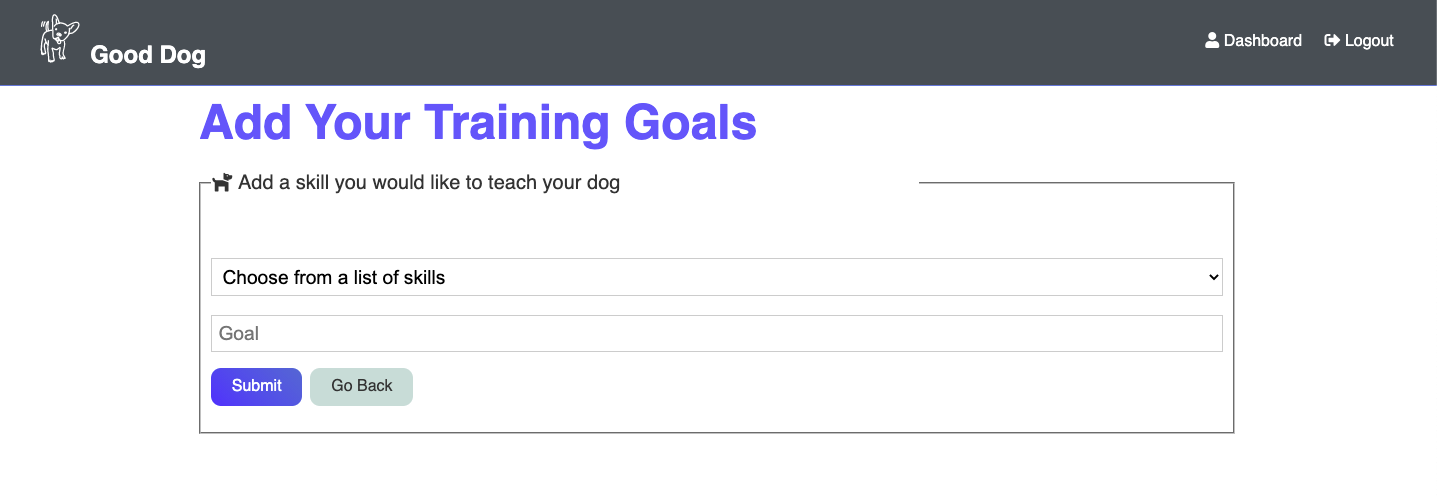 Good Dog
Dashboard Logout
Add Your Training Goals
Add a skill you would like to teach your dog
Choose from a list of skills
Goal
Submit Go Back